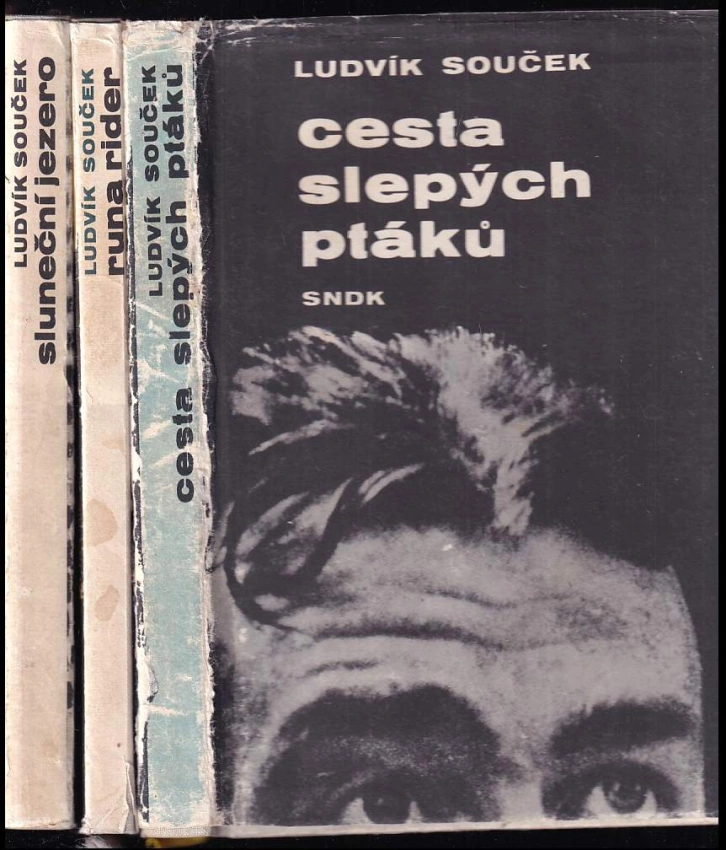 LUDVÍK SOUČEK
sluneční jezero
LUDVÍK SOUČEK
runa rider
LUDVÍK SOUČEK
cesta slepých ptáků
LUDVÍK SOUČEK
cesta
slepých
ptáků
SNDK